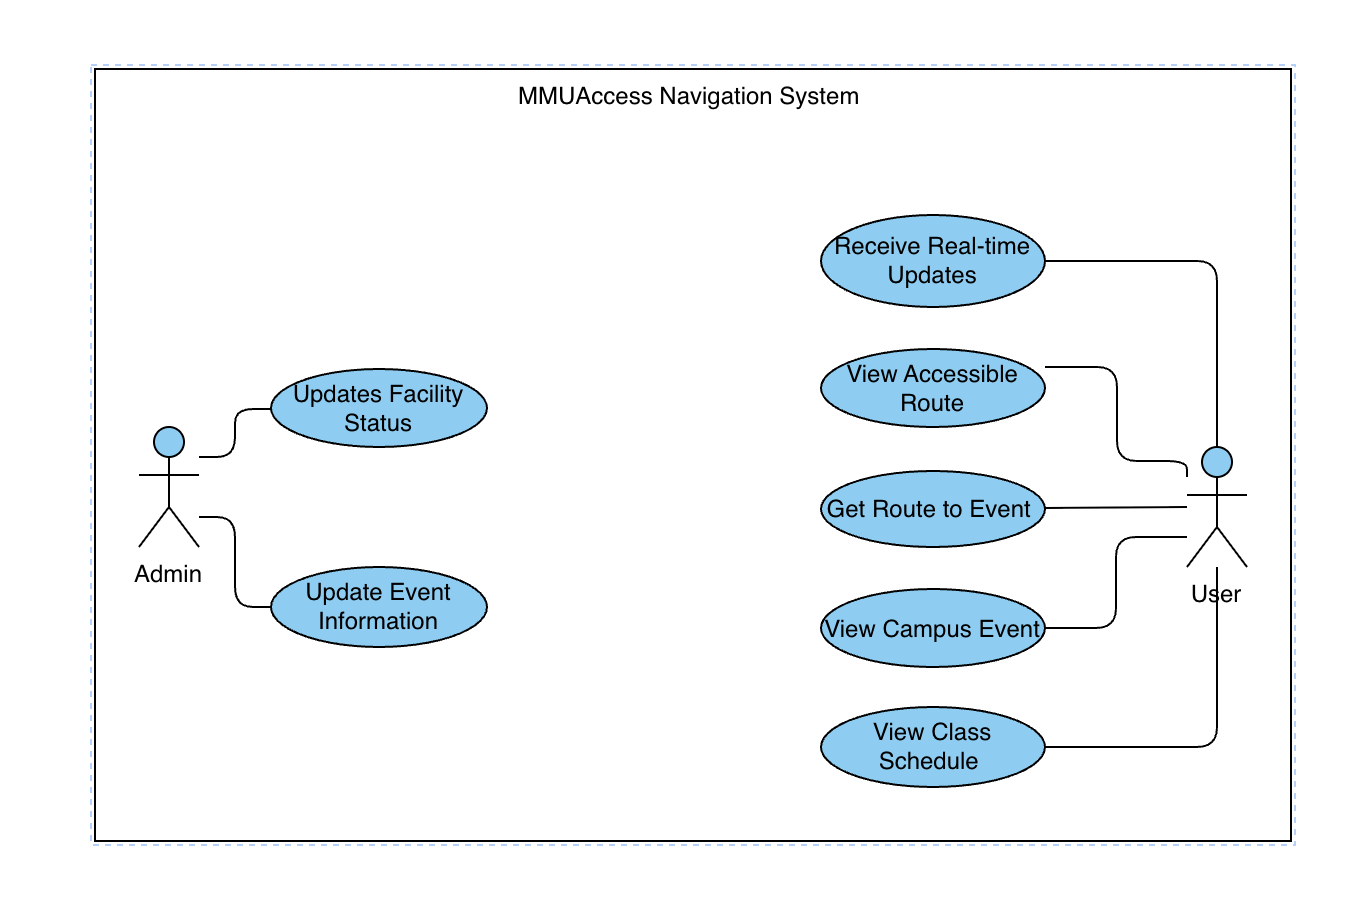 MMUAccess Navigation System
Receive Real-time
Updates
View Accessible
Route
Updates Facility
Status
Get Route to Event
Admin
Update Event
Information
User
View Campus Event
View Class
Schedule